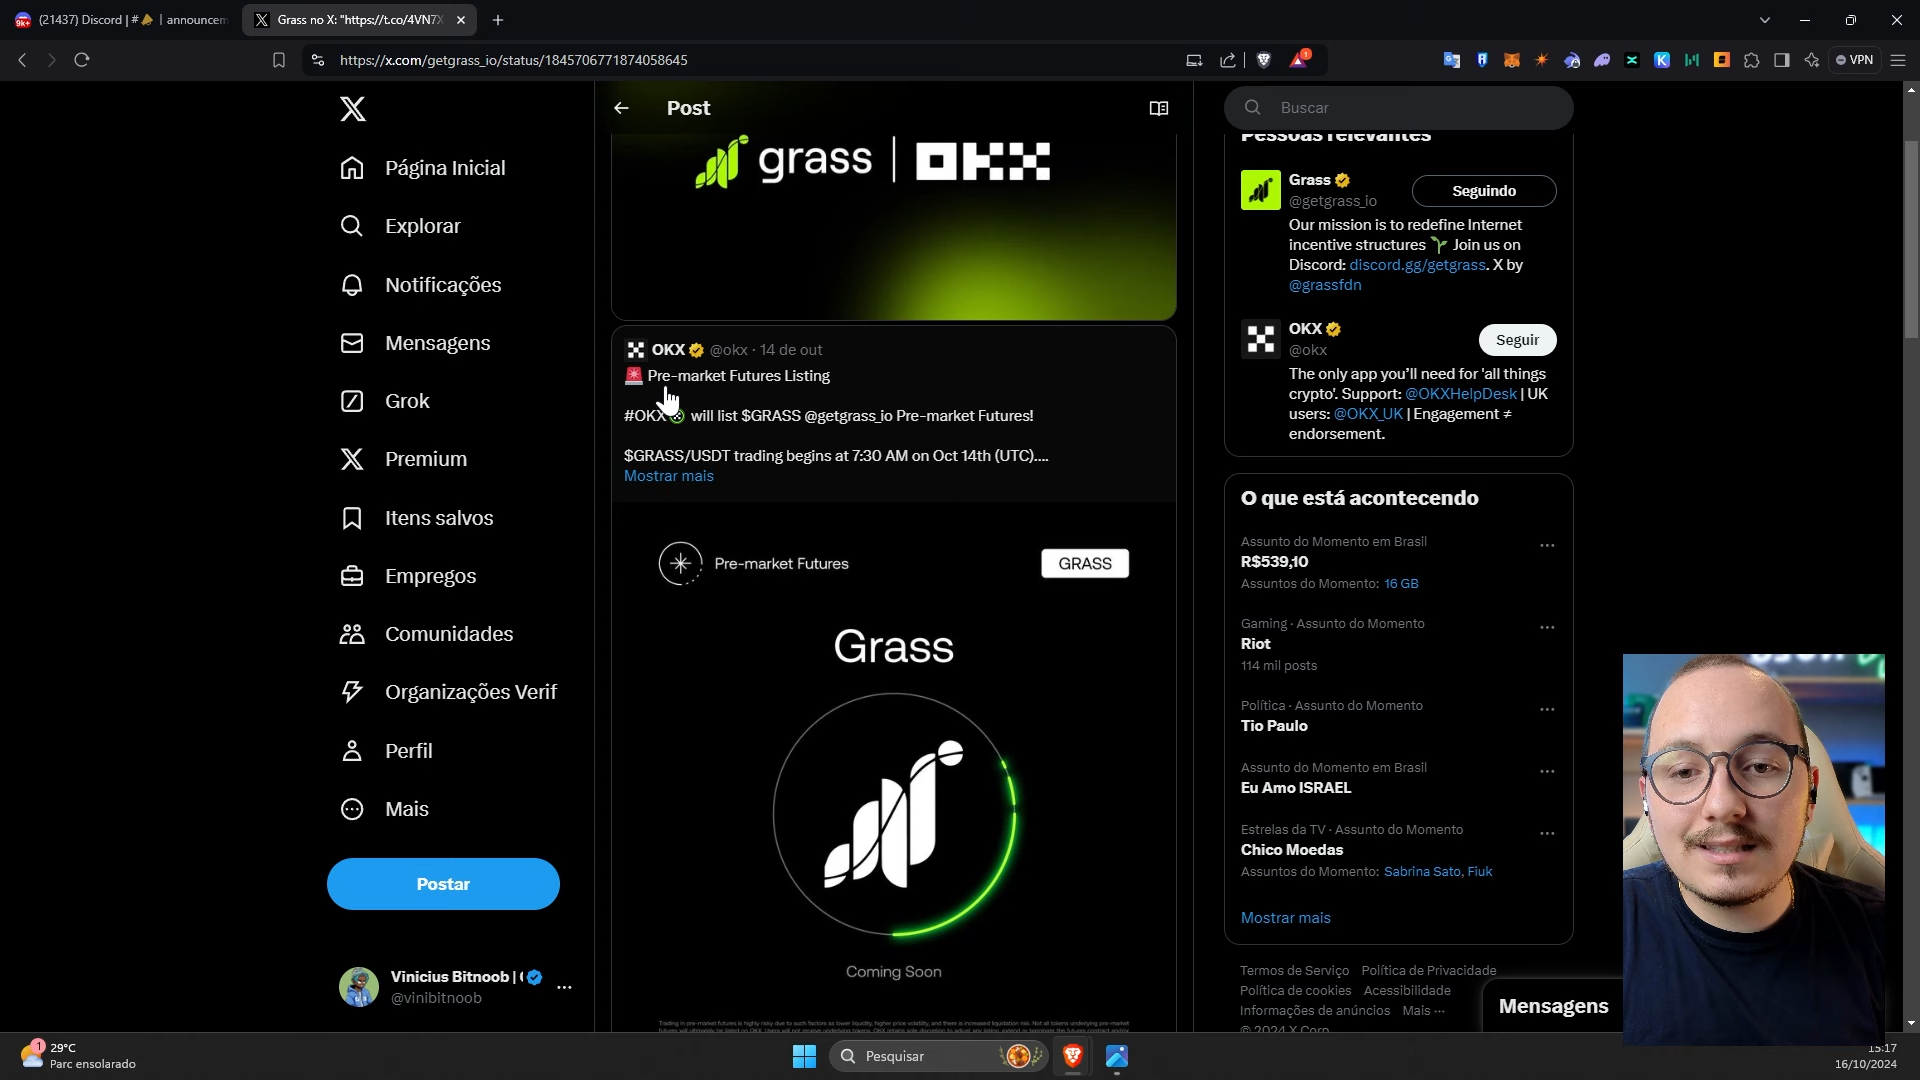 9k+
(21437) Discord | #
| announcem
Grass no X: "https://t.co/4VN7X
https://x.com/getgrass_io/status/1845706771874058645
1
VPN
Página Inicial
Explorar
Notificações
Mensagens
Grok
Premium
Itens salvos
Empregos
Comunidades
Organizações Verif
Perfil
Mais
Postar
Vinicius Bitnoob | (
@vinibitnoob
Post
grass | OKX
OKX @okx · 14 de out
🚨 Pre-market Futures Listing
#OKX will list $GRASS @getgrass_io Pre-market Futures!
$GRASS/USDT trading begins at 7:30 AM on Oct 14th (UTC)....
Mostrar mais
Pre-market Futures
GRASS
Grass
Coming Soon
Buscar
Pessoas relevantes
Grass
@getgrass_io
Seguindo
Our mission is to redefine Internet
incentive structures 🌱 Join us on
Discord: discord.gg/getgrass. X by
@grassfdn
OKX
@okx
Seguir
The only app you'll need for 'all things
crypto'. Support: @OKXHelpDesk | UK
users: @OKX_UK | Engagement ≠
endorsement.
O que está acontecendo
Assunto do Momento em Brasil
R$539,10
Assuntos do Momento: 16 GB
Gaming · Assunto do Momento
Riot
114 mil posts
Política · Assunto do Momento
Tio Paulo
Assunto do Momento em Brasil
Eu Amo ISRAEL
Estrelas da TV · Assunto do Momento
Chico Moedas
Assuntos do Momento: Sabrina Sato, Fiuk
Mostrar mais
Termos de Serviço Política de Privacidade
Política de cookies Acessibilidade
Informações de anúncios Mais ···
© 2024 X Corp.
Mensagens
1
29°C
Parc ensolarado
Pesquisar
15:17
16/10/2024